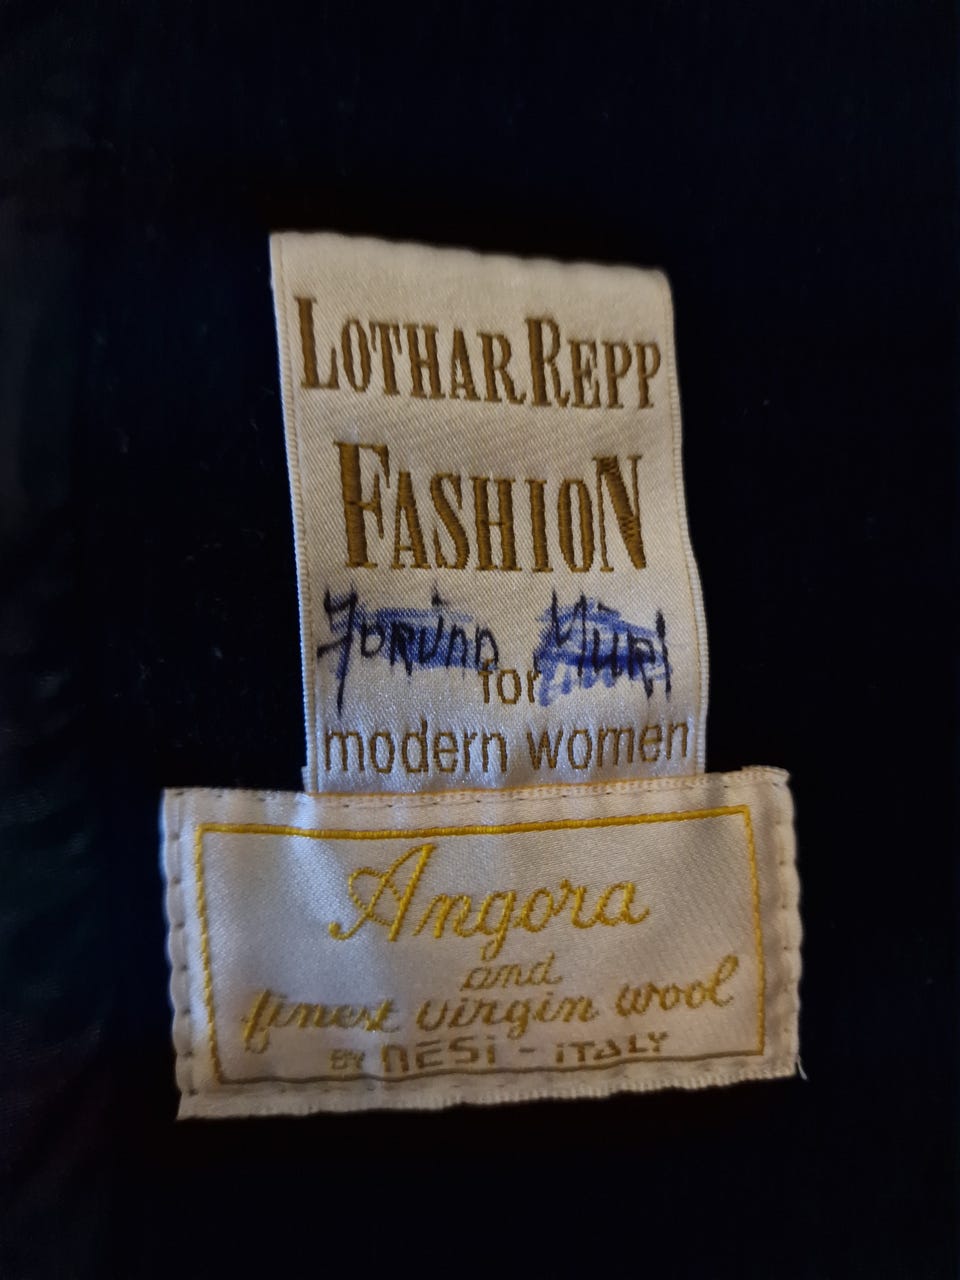 LOTHAR REPP
FASHION
for
modern women
Angora
and
finest virgin wool
BY NESI - ITALY